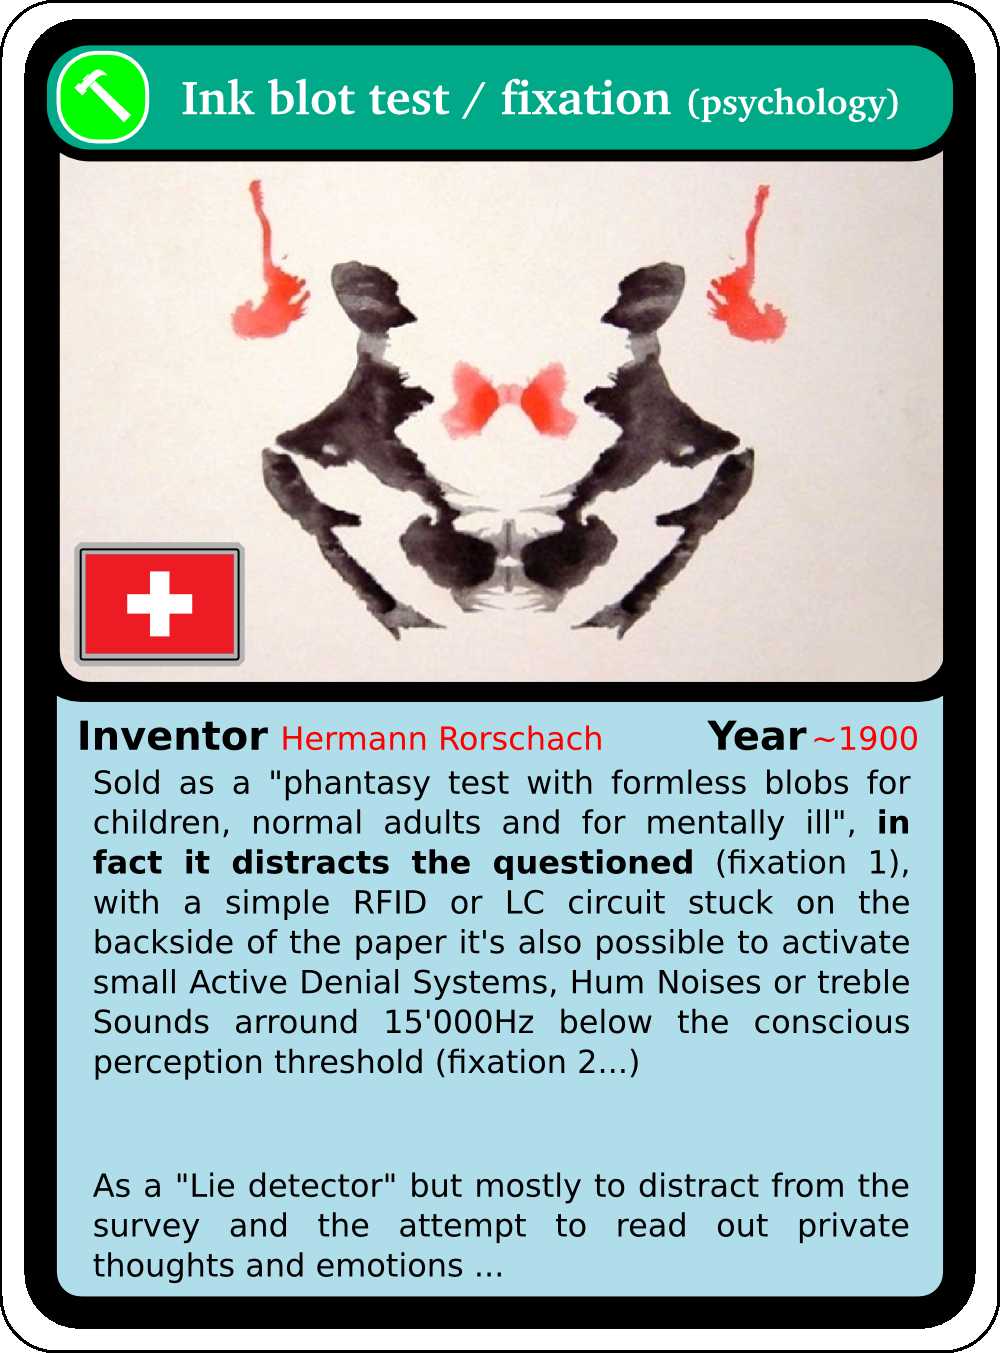 Ink blot test / fixation (psychology)
Inventor Hermann Rorschach Year ~1900
Sold as a "phantasy test with formless blobs for
children, normal adults and for mentally ill", in
fact it distracts the questioned (fixation 1),
with a simple RFID or LC circuit stuck on the
backside of the paper it's also possible to activate
small Active Denial Systems, Hum Noises or treble
Sounds arround 15'000Hz below the conscious
perception threshold (fixation 2...)
As a "Lie detector" but mostly to distract from the
survey and the attempt to read out private
thoughts and emotions ...